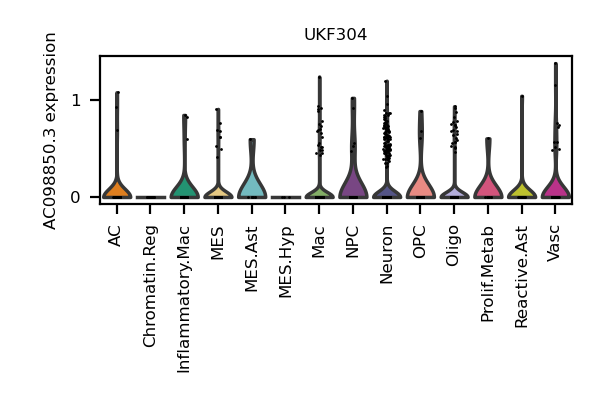 UKF304
AC098850.3 expression
1
0
AC
Chromatin.Reg
Inflammatory.Mac
MES
MES.Ast
MES.Hyp
Mac
NPC
Neuron
OPC
Oligo
Prolif.Metab
Reactive.Ast
Vasc